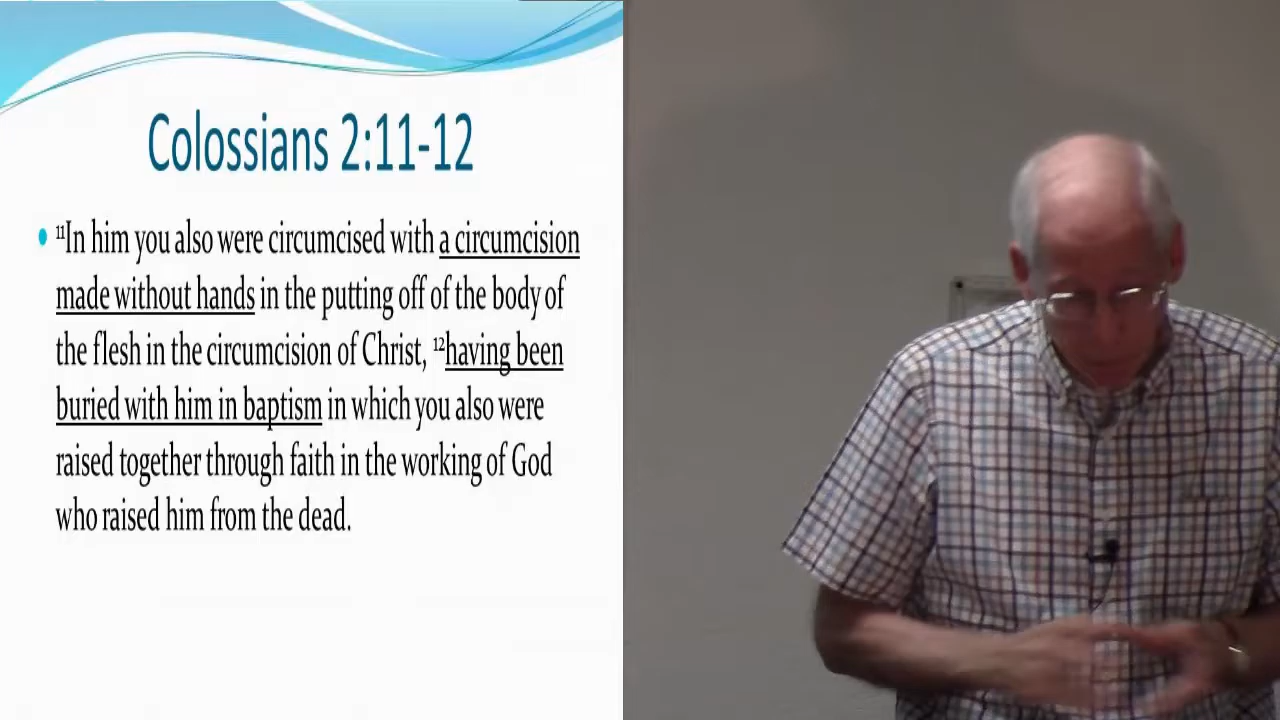 Colossians 2:11-12
• ¹¹In him you also were circumcised with a circumcision
made without hands in the putting off of the body of
the flesh in the circumcision of Christ, ¹²having been
buried with him in baptism in which you also were
raised together through faith in the working of God
who raised him from the dead.